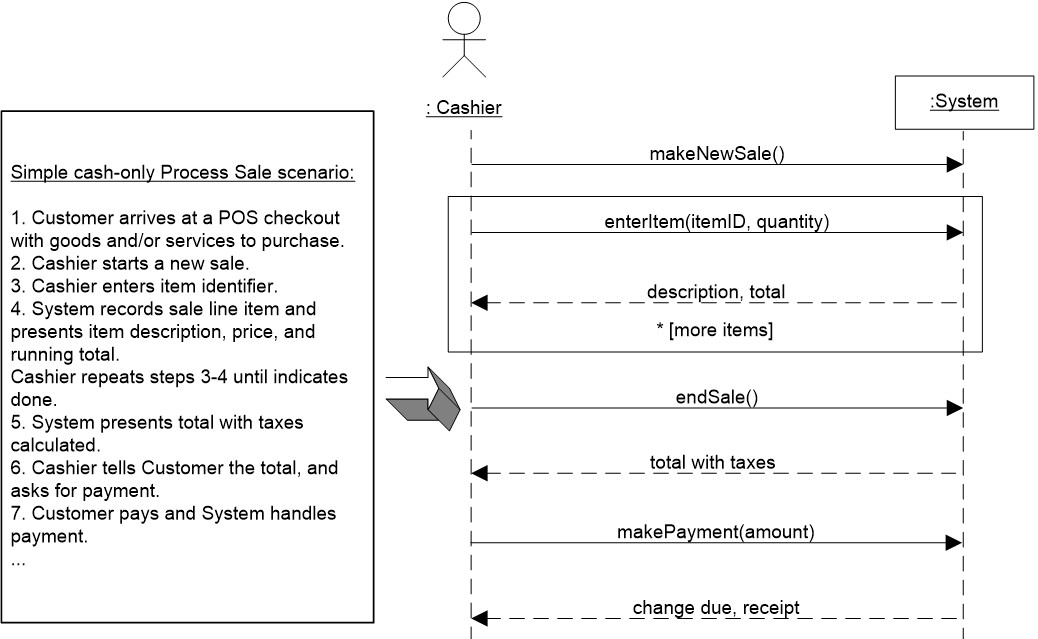 : Cashier
:System
Simple cash-only Process Sale scenario:
1. Customer arrives at a POS checkout
with goods and/or services to purchase.
2. Cashier starts a new sale.
3. Cashier enters item identifier.
4. System records sale line item and
presents item description, price, and
running total.
Cashier repeats steps 3-4 until indicates
done.
5. System presents total with taxes
calculated.
6. Cashier tells Customer the total, and
asks for payment.
7. Customer pays and System handles
payment.
...
makeNewSale()
enterItem(itemID, quantity)
description, total
* [more items]
endSale()
total with taxes
makePayment(amount)
change due, receipt